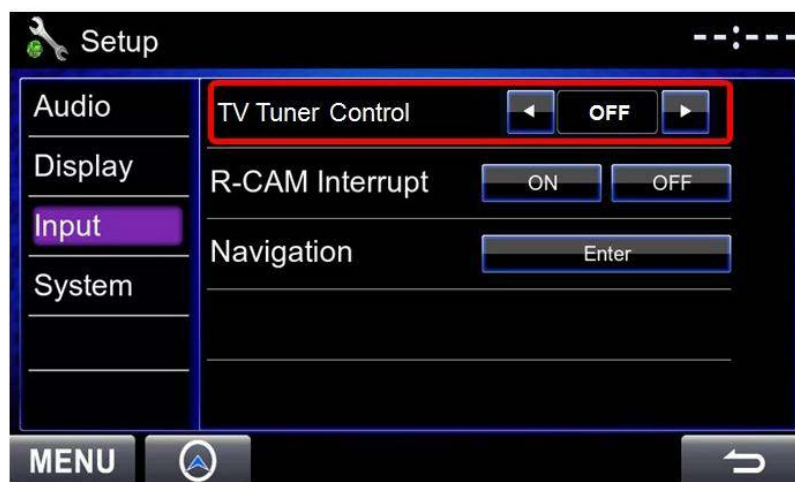 Setup
--:--
Audio
Display
Input
System
TV Tuner Control
OFF
R-CAM Interrupt
ON
OFF
Navigation
Enter
MENU